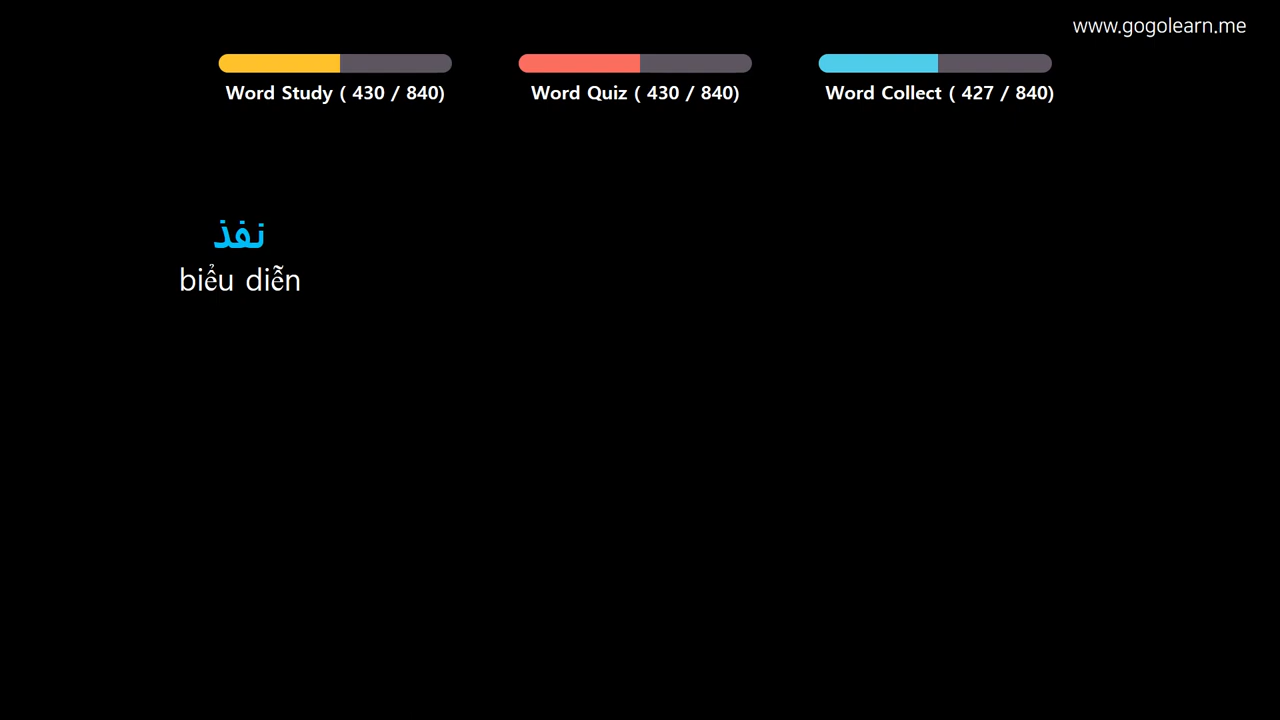 www.gogolearn.me
Word Study ( 430 / 840)
Word Quiz ( 430 / 840)
Word Collect ( 427 / 840)
نفذ
biểu diễn